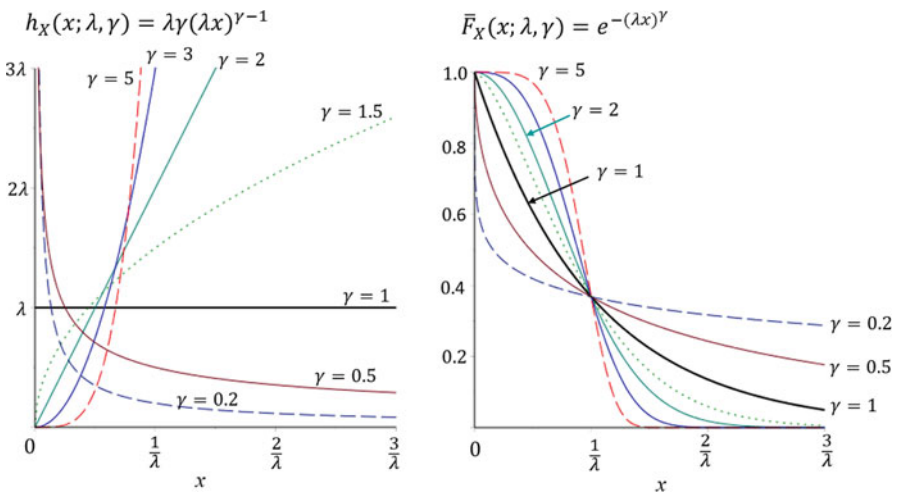 h_X(x; λ, γ) = λγ(λx)^{γ−1}
γ = 3
γ = 5
γ = 2
3λ
γ = 1.5
2λ
λ
γ = 1
γ = 0.5
γ = 0.2
0
1/λ
2/λ
3/λ
x
F̅_X(x; λ, γ) = e^{−(λx)^γ}
γ = 5
1.0
γ = 2
0.8
γ = 1
0.6
0.4
γ = 0.2
0.2
γ = 0.5
γ = 1
0
1/λ
2/λ
3/λ
x